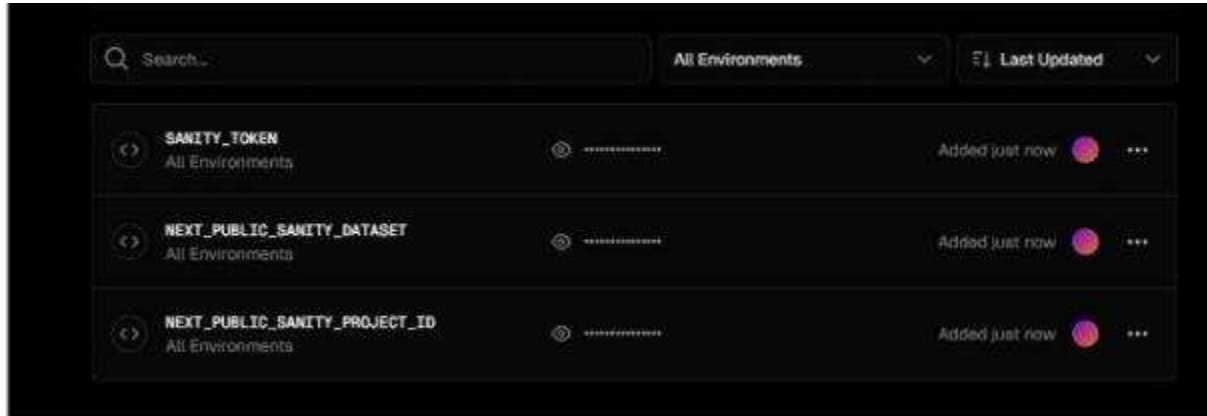 Search...
All Environments
Last Updated
SANITY_TOKEN
All Environments
Added just now
NEXT_PUBLIC_SANITY_DATASET
All Environments
Added just now
NEXT_PUBLIC_SANITY_PROJECT_ID
All Environments
Added just now